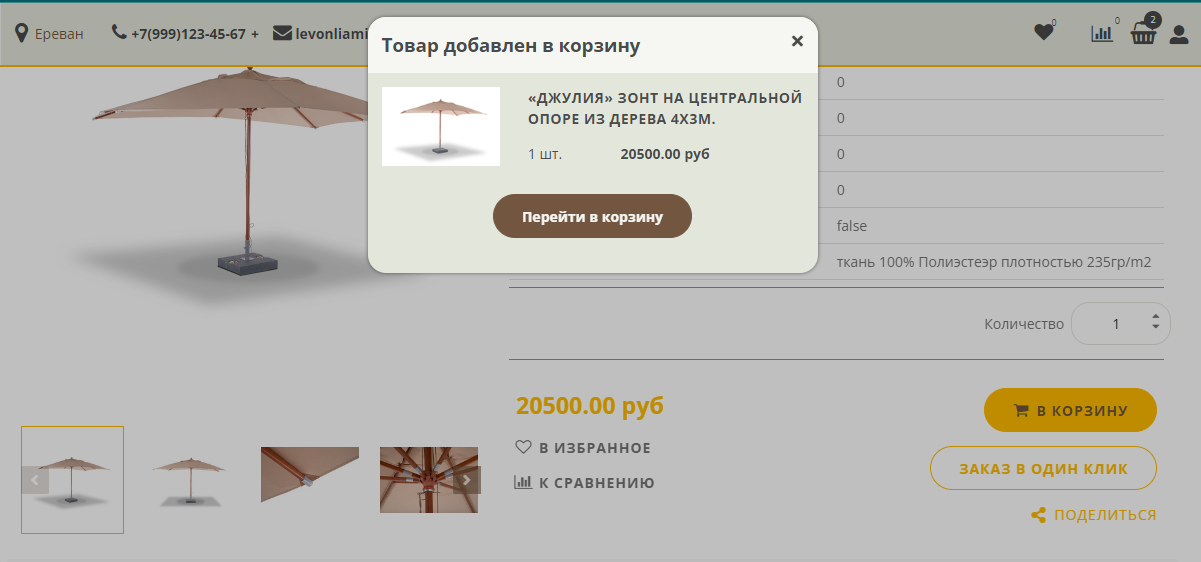 Ереван
+7(999)123-45-67 +
levonliami
0
0
2
Товар добавлен в корзину
«ДЖУЛИЯ» ЗОНТ НА ЦЕНТРАЛЬНОЙ
ОПОРЕ ИЗ ДЕРЕВА 4Х3М.
1 шт.
20500.00 руб
Перейти в корзину
0
0
0
0
false
ткань 100% Полиэстеэр плотностью 235гр/m2
Количество
1
20500.00 руб
В КОРЗИНУ
В ИЗБРАННОЕ
ЗАКАЗ В ОДИН КЛИК
К СРАВНЕНИЮ
ПОДЕЛИТЬСЯ